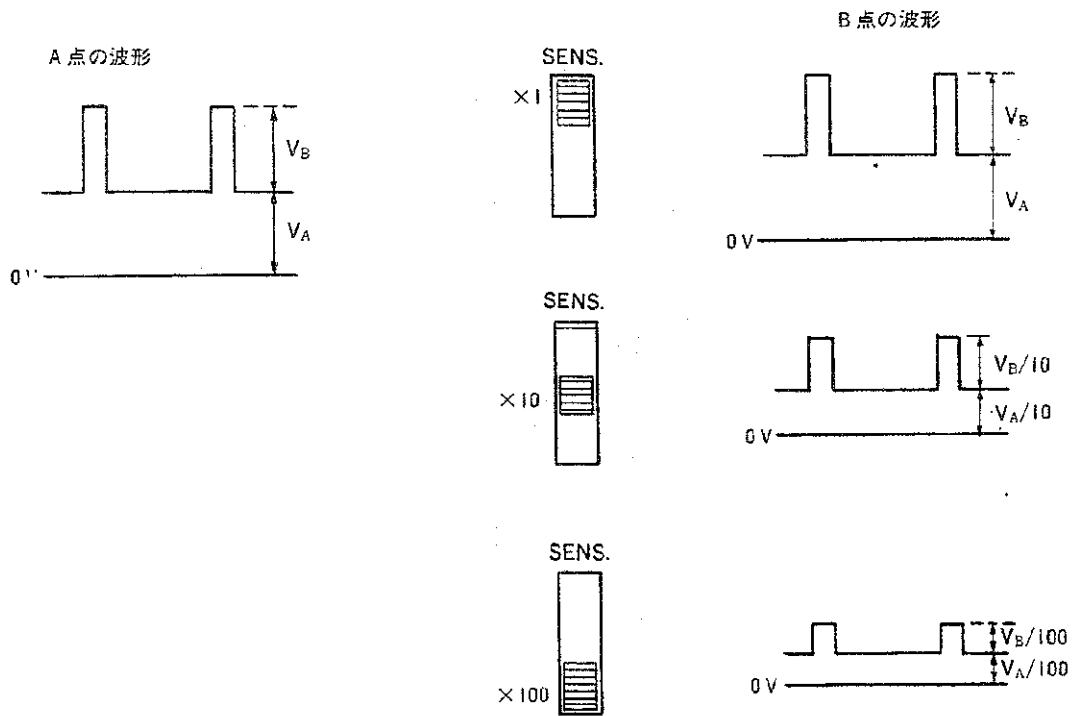 A点の波形
V_B
V_A
0''
SENS.
×1
B点の波形
V_B
V_A
0V
SENS.
×10
V_B/10
V_A/10
0V
SENS.
×100
V_B/100
V_A/100
0V